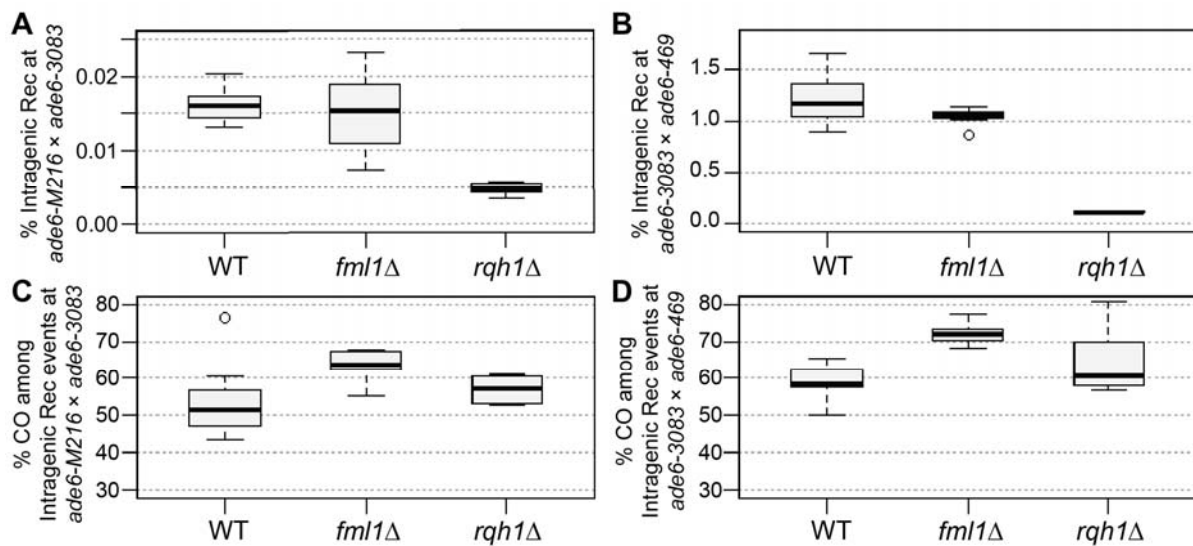 A
% Intragenic Rec at
ade6-M216 × ade6-3083
0.02
0.01
0.00
WT
fml1Δ
rqh1Δ
B
% Intragenic Rec at
ade6-3083 × ade6-469
1.5
1.0
0.5
0.0
WT
fml1Δ
rqh1Δ
C
% CO among
Intragenic Rec events at
ade6-M216 × ade6-3083
80
70
60
50
40
30
WT
fml1Δ
rqh1Δ
D
% CO among
Intragenic Rec events at
ade6-3083 × ade6-469
80
70
60
50
40
30
WT
fml1Δ
rqh1Δ